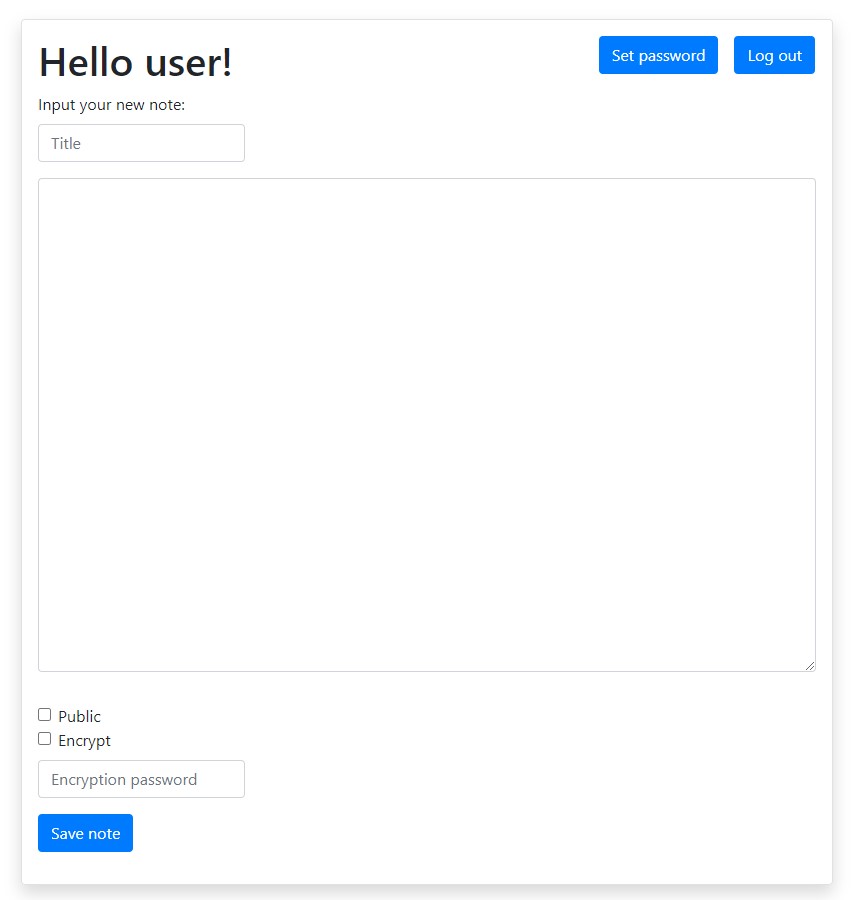 Hello user!
Set password
Log out
Input your new note:
Title
Public
Encrypt
Encryption password
Save note